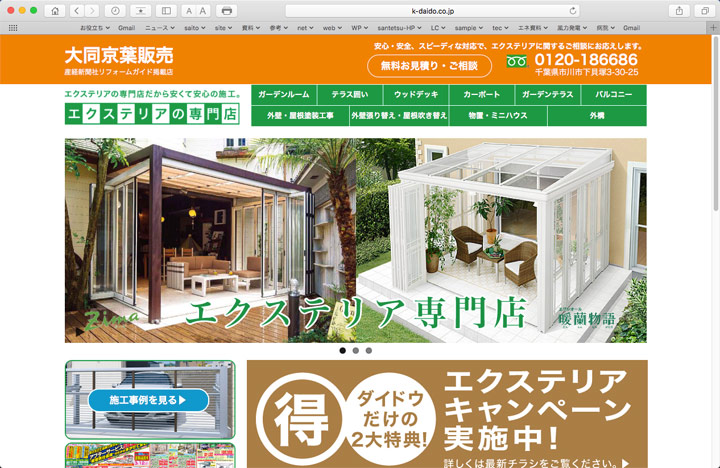 k-daido.co.jp
お役立ち Gmail ニュース saito site 資料 参考 net web WP santetsu-HP LC sample tec エネ資料 風力発電 病院 Gmail
大同京葉販売
産経新聞社リフォームガイド掲載店
安心・安全、スピーディな対応で、エクステリアに関するご相談にお応えします。
無料お見積り・ご相談
0120-186686
千葉県市川市下貝塚3-30-25
エクステリアの専門店だから安くて安心の施工。
エクステリアの専門店
ガーデンルーム テラス囲い ウッドデッキ カーポート ガーデンテラス バルコニー
外壁・屋根塗装工事 外壁張り替え・屋根吹き替え 物置・ミニハウス 外構
Zima
エクステリア専門店
暖蘭物語
施工事例を見る▶
得
ダイドウ
だけの
2大特典!
エクステリア
キャンペーン
実施中!
詳しくは最新チラシをご覧ください。▶